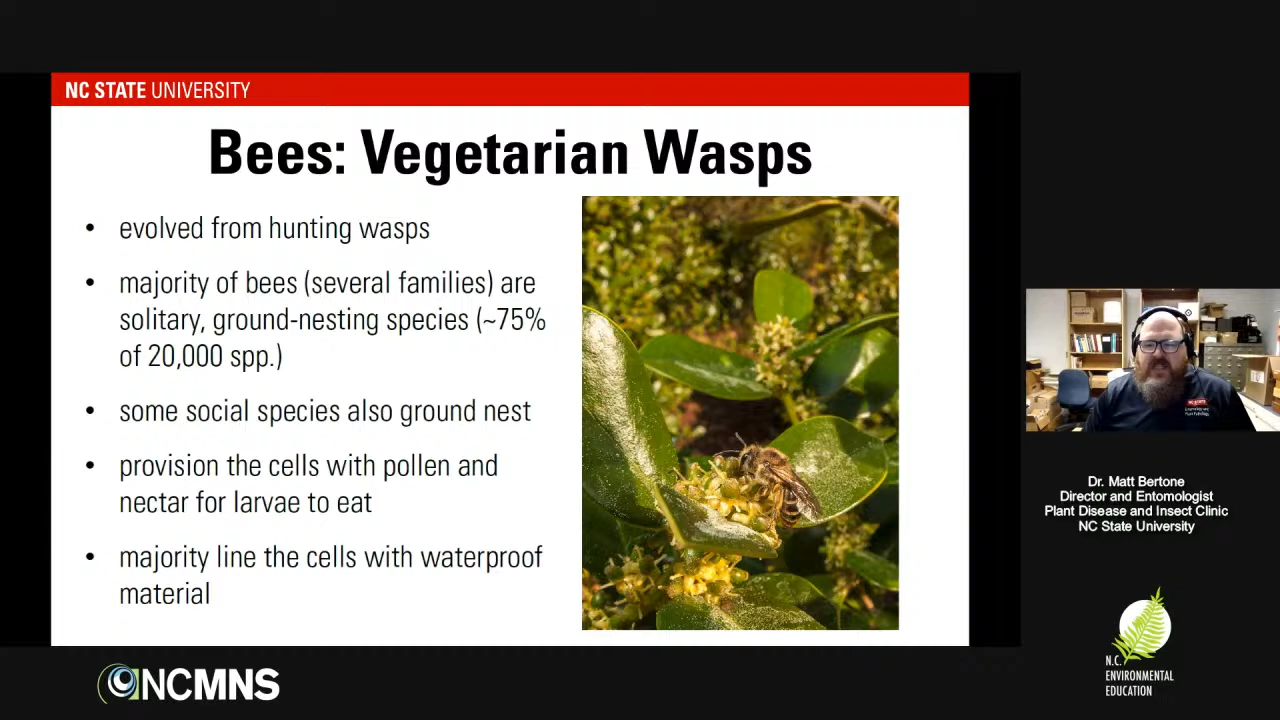 NC STATE UNIVERSITY
Bees: Vegetarian Wasps
• evolved from hunting wasps
• majority of bees (several families) are
solitary, ground-nesting species (~75%
of 20,000 spp.)
• some social species also ground nest
• provision the cells with pollen and
nectar for larvae to eat
• majority line the cells with waterproof
material
Dr. Matt Bertone
Director and Entomologist
Plant Disease and Insect Clinic
NC State University
NCMNS
N.C.
ENVIRONMENTAL
EDUCATION